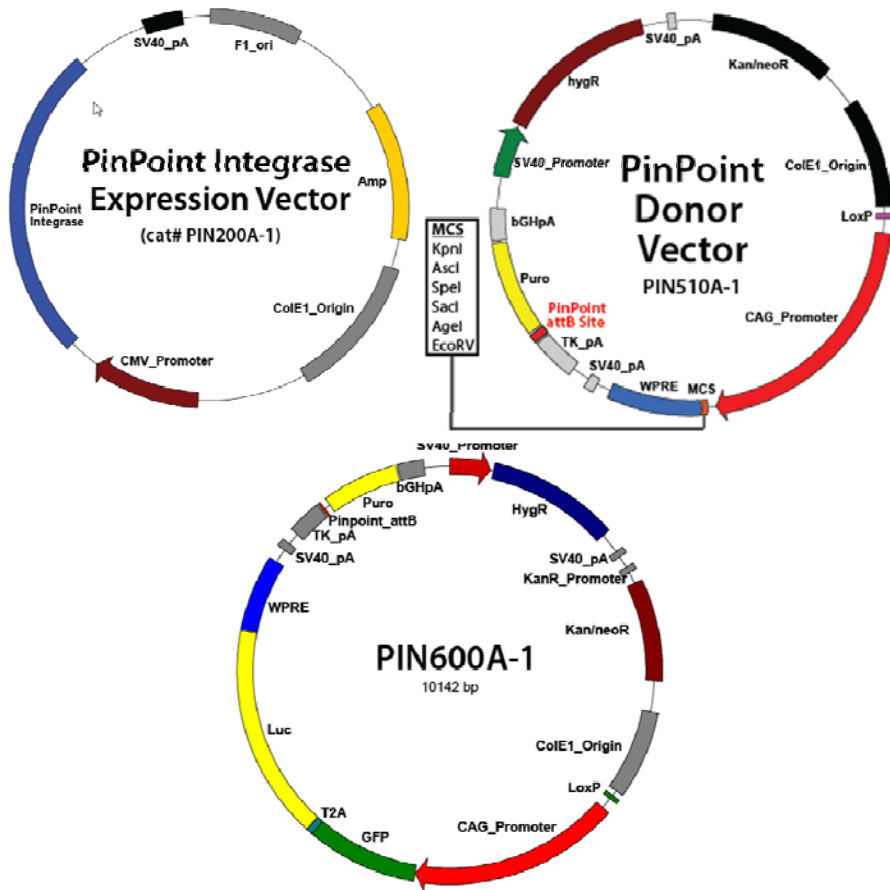 SV40_pA
F1_ori
Amp
ColE1_Origin
CMV_Promoter
PinPoint
Integrase
PinPoint Integrase
Expression Vector
(cat# PIN200A-1)
SV40_pA
Kan/neoR
ColE1_Origin
LoxP
CAG_Promoter
MCS
WPRE
SV40_pA
TK_pA
PinPoint
attB Site
Puro
bGHpA
SV40_Promoter
hygR
PinPoint
Donor
Vector
PIN510A-1
MCS
KpnI
AscI
SpeI
SacI
AgeI
EcoRV
SV40_Promoter
HygR
SV40_pA
KanR_Promoter
Kan/neoR
ColE1_Origin
LoxP
CAG_Promoter
GFP
T2A
Luc
WPRE
SV40_pA
TK_pA
Pinpoint_attB
Puro
bGHpA
PIN600A-1
10142 bp